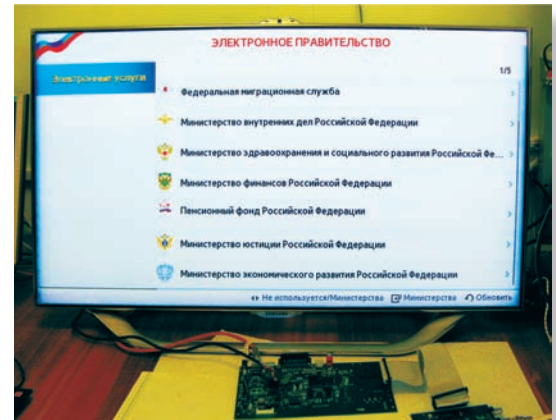 ЭЛЕКТРОННОЕ ПРАВИТЕЛЬСТВО
1/5
Электронные услуги
Федеральная миграционная служба
Министерство внутренних дел Российской Федерации
Министерство здравоохранения и социального развития Российской Фе...
Министерство финансов Российской Федерации
Пенсионный фонд Российской Федерации
Министерство юстиции Российской Федерации
Министерство экономического развития Российской Федерации
Не используется/Министерства Министерства Обновить